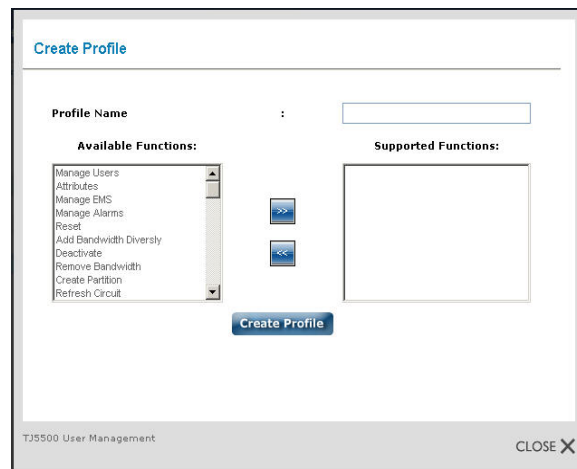 Create Profile
Profile Name :
Available Functions: Supported Functions:
Manage Users
Attributes
Manage EMS
Manage Alarms
Reset
Add Bandwidth Diversly
Deactivate
Remove Bandwidth
Create Partition
Refresh Circuit
>>
<<
Create Profile
TJ5500 User Management
CLOSE X